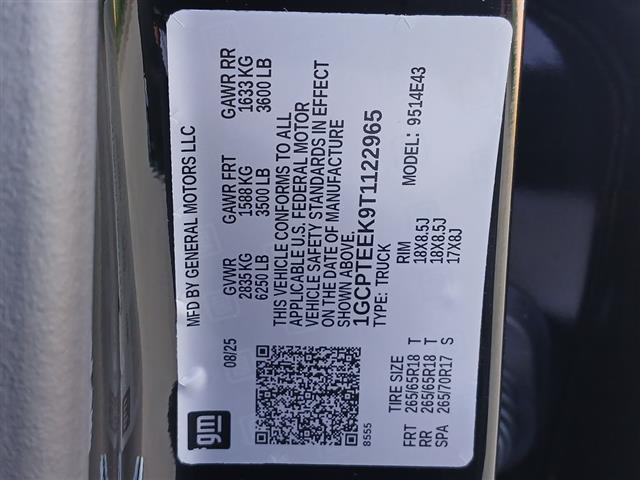 MFD BY GENERAL MOTORS LLC
08/25
GVWR GAWR FRT GAWR RR
2835 KG 1588 KG 1633 KG
6250 LB 3500 LB 3600 LB
THIS VEHICLE CONFORMS TO ALL
APPLICABLE U.S. FEDERAL MOTOR
VEHICLE SAFETY STANDARDS IN EFFECT
ON THE DATE OF MANUFACTURE
SHOWN ABOVE.
1GCPTEEK9T1122965
TYPE: TRUCK MODEL: 9514E43
gm
8555
TIRE SIZE RIM
FRT 265/65R18 T 18X8.5J
RR 265/65R18 T 18X8.5J
SPA 265/70R17 S 17X8J